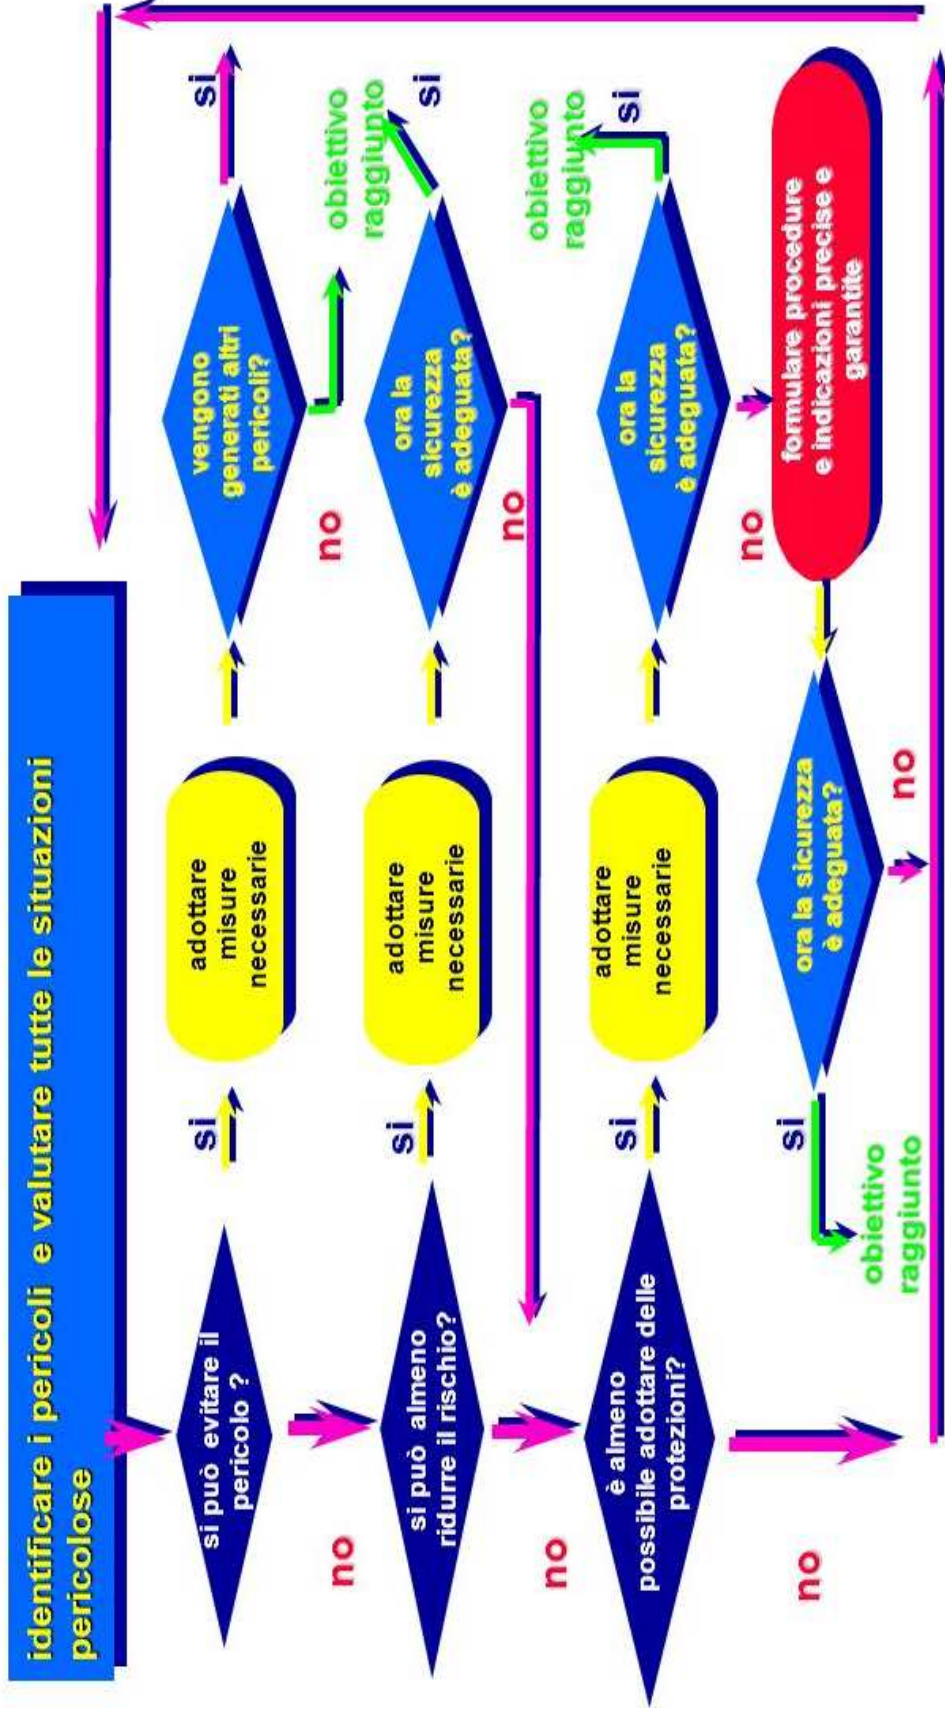 identificare i pericoli e valutare tutte le situazioni
pericolose
si può evitare il
pericolo ?
si
adottare
misure
necessarie
vengono
generati altri
pericoli?
si
no
no
obiettivo
raggiunto
si può almeno
ridurre il rischio?
si
adottare
misure
necessarie
ora la
sicurezza
è adeguata?
si
no
no
obiettivo
raggiunto
è almeno
possibile adottare delle
protezioni?
si
adottare
misure
necessarie
ora la
sicurezza
è adeguata?
si
no
no
formulare procedure
e indicazioni precise e
garantite
ora la sicurezza
è adeguata?
si
no
obiettivo
raggiunto